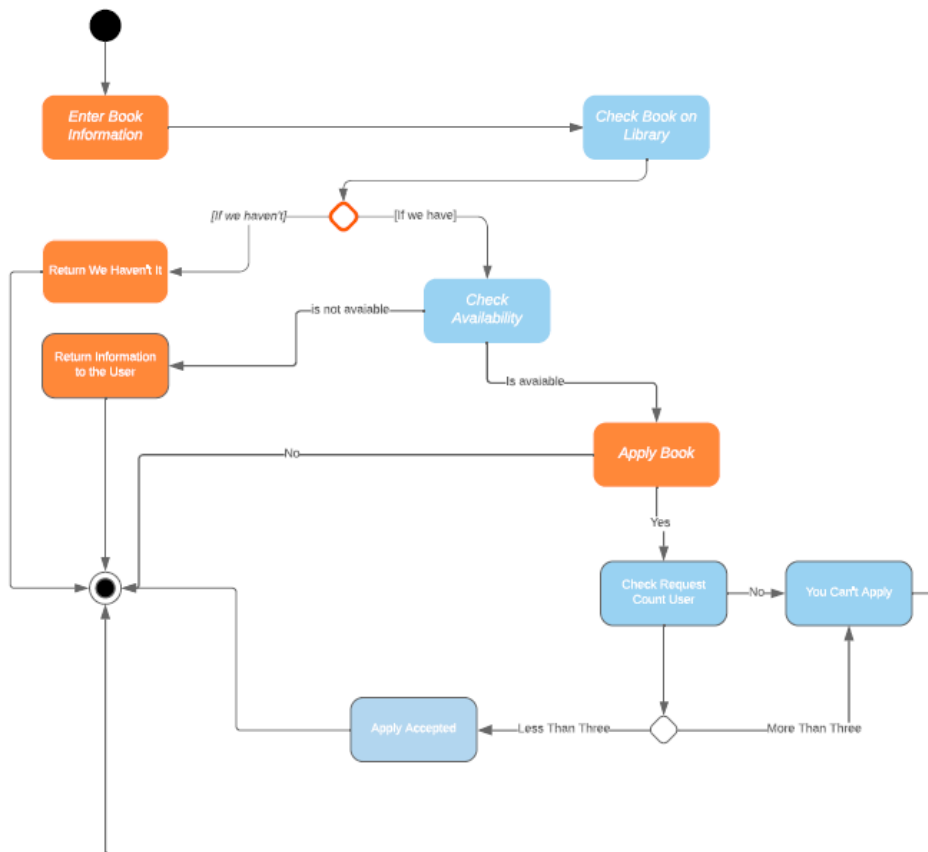 Enter Book
Information
Check Book on
Library
[If we haven't]
[If we have]
Return We Haven't It
Check
Availability
is not avaiable
Return Information
to the User
Is avaiable
Apply Book
No
Yes
Check Request
Count User
No
You Can't Apply
Apply Accepted
Less Than Three
More Than Three